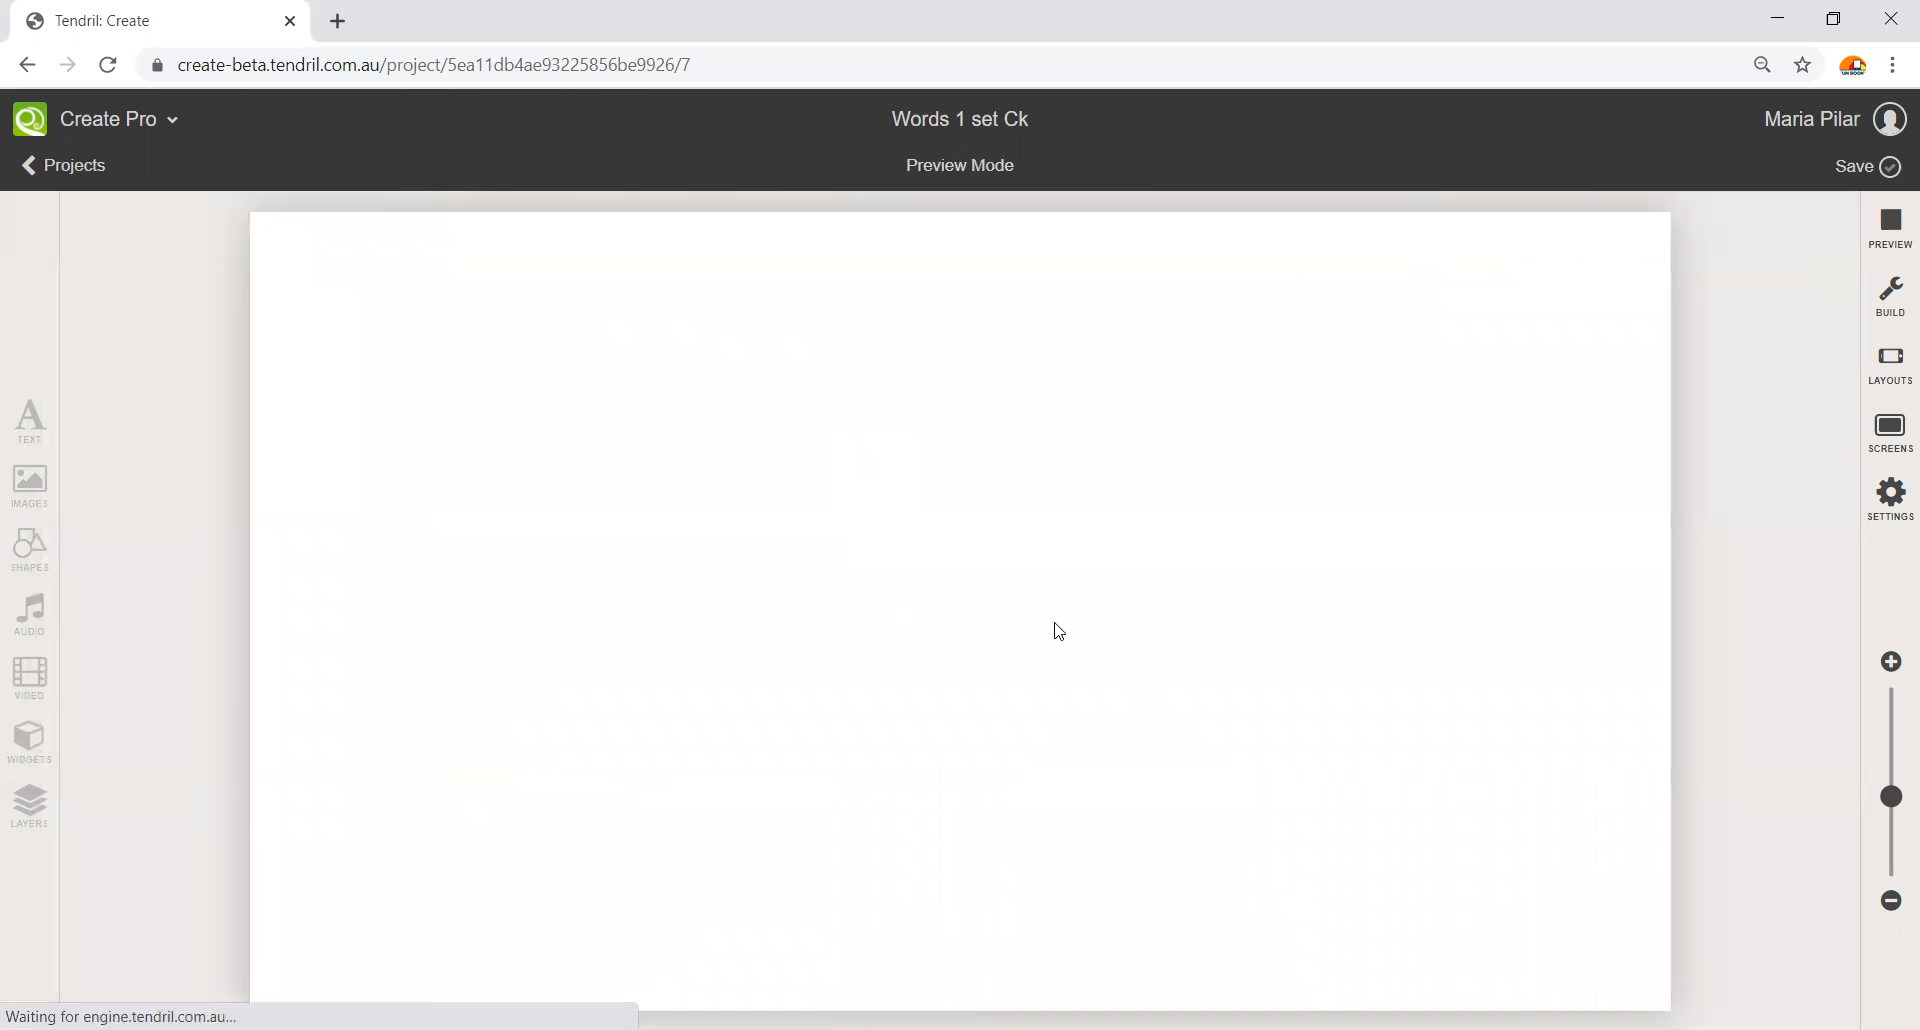 Tendril: Create
create-beta.tendril.com.au/project/5ea11db4ae93225856be9926/7
Create Pro
Words 1 set Ck
Maria Pilar
Projects
Preview Mode
Save
PREVIEW
BUILD
LAYOUTS
SCREENS
SETTINGS
TEXT
IMAGES
SHAPES
AUDIO
VIDEO
WIDGETS
LAYERS
Waiting for engine.tendril.com.au...